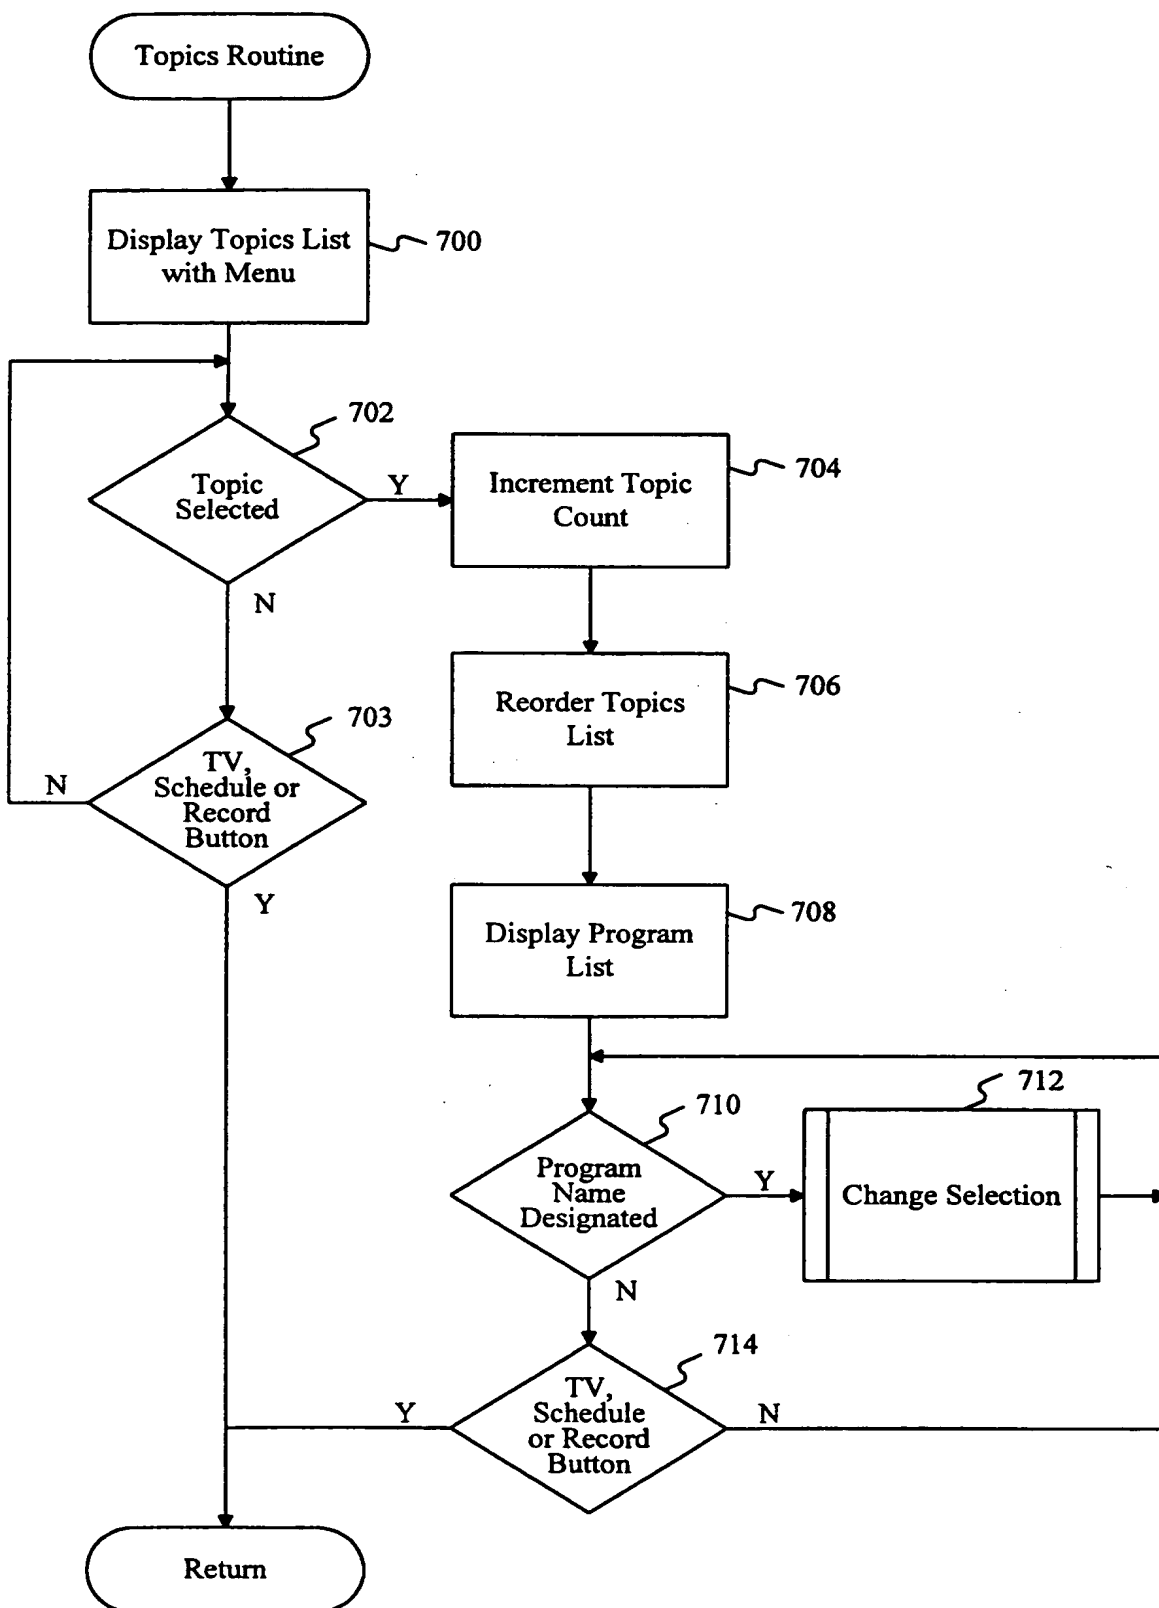 Topics Routine
Display Topics List
with Menu
700
702
Topic
Selected
Y
N
Increment Topic
Count
704
Reorder Topics
List
706
703
TV,
Schedule or
Record
Button
N
Y
Display Program
List
708
710
Program
Name
Designated
Y
N
712
Change Selection
714
TV,
Schedule
or Record
Button
Y
N
Return